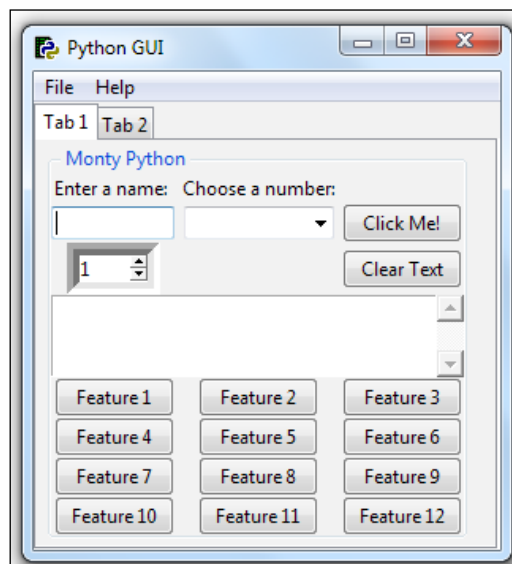 Python GUI
File Help
Tab 1 Tab 2
Monty Python
Enter a name: Choose a number:
Click Me!
1 Clear Text
Feature 1 Feature 2 Feature 3
Feature 4 Feature 5 Feature 6
Feature 7 Feature 8 Feature 9
Feature 10 Feature 11 Feature 12